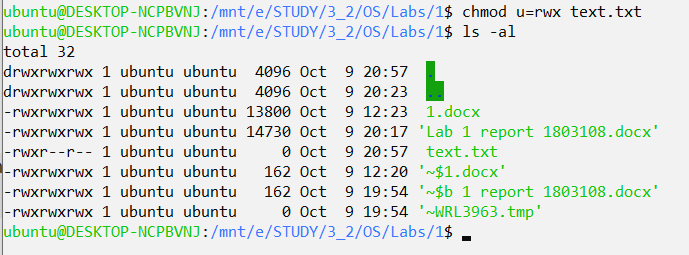 ubuntu@DESKTOP-NCPBVNJ:/mnt/e/STUDY/3_2/OS/Labs/1$ chmod u=rwx text.txt
ubuntu@DESKTOP-NCPBVNJ:/mnt/e/STUDY/3_2/OS/Labs/1$ ls -al
total 32
drwxrwxrwx 1 ubuntu ubuntu  4096 Oct  9 20:57  .
drwxrwxrwx 1 ubuntu ubuntu  4096 Oct  9 20:23  ..
-rwxrwxrwx 1 ubuntu ubuntu 13800 Oct  9 12:23  1.docx
-rwxrwxrwx 1 ubuntu ubuntu 14730 Oct  9 20:17 'Lab 1 report 1803108.docx'
-rwxr--r-- 1 ubuntu ubuntu     0 Oct  9 20:57  text.txt
-rwxrwxrwx 1 ubuntu ubuntu   162 Oct  9 12:20 '~$1.docx'
-rwxrwxrwx 1 ubuntu ubuntu   162 Oct  9 19:54 '~$b 1 report 1803108.docx'
-rwxrwxrwx 1 ubuntu ubuntu     0 Oct  9 19:54 '~WRL3963.tmp'
ubuntu@DESKTOP-NCPBVNJ:/mnt/e/STUDY/3_2/OS/Labs/1$